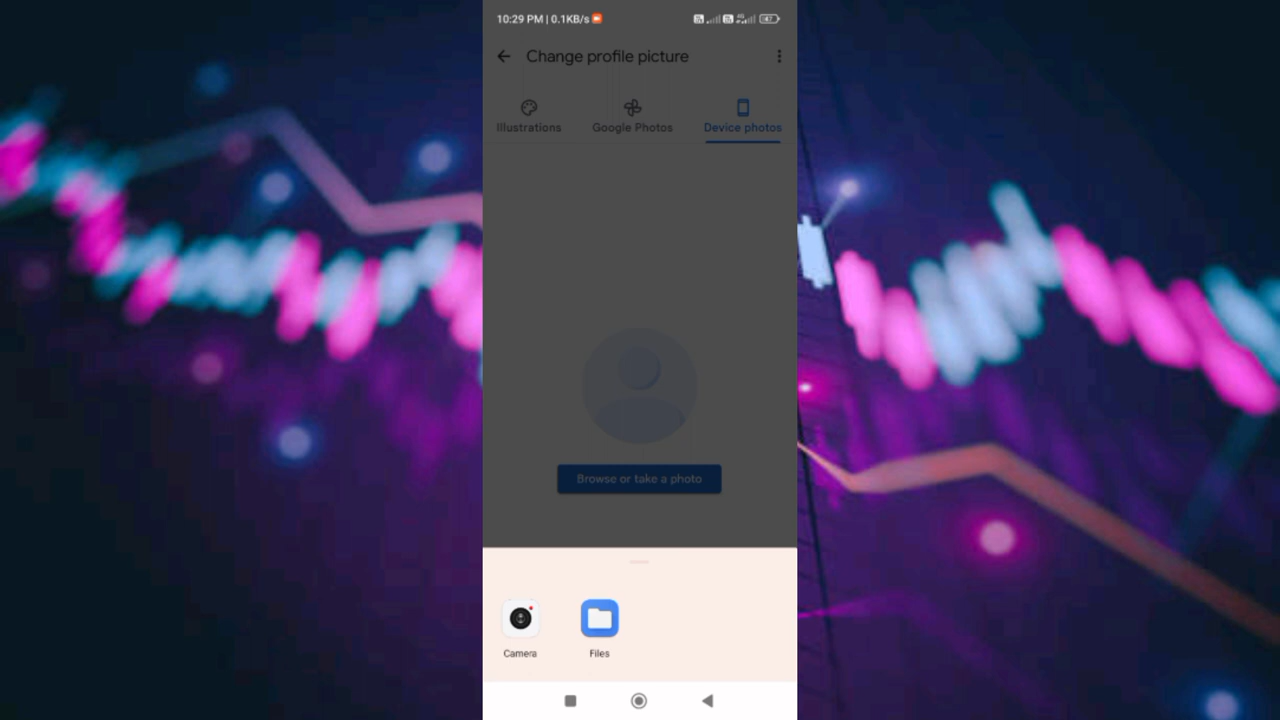 10:29 PM | 0.1KB/s
47
Change profile picture
Illustrations
Google Photos
Device photos
Browse or take a photo
Camera
Files